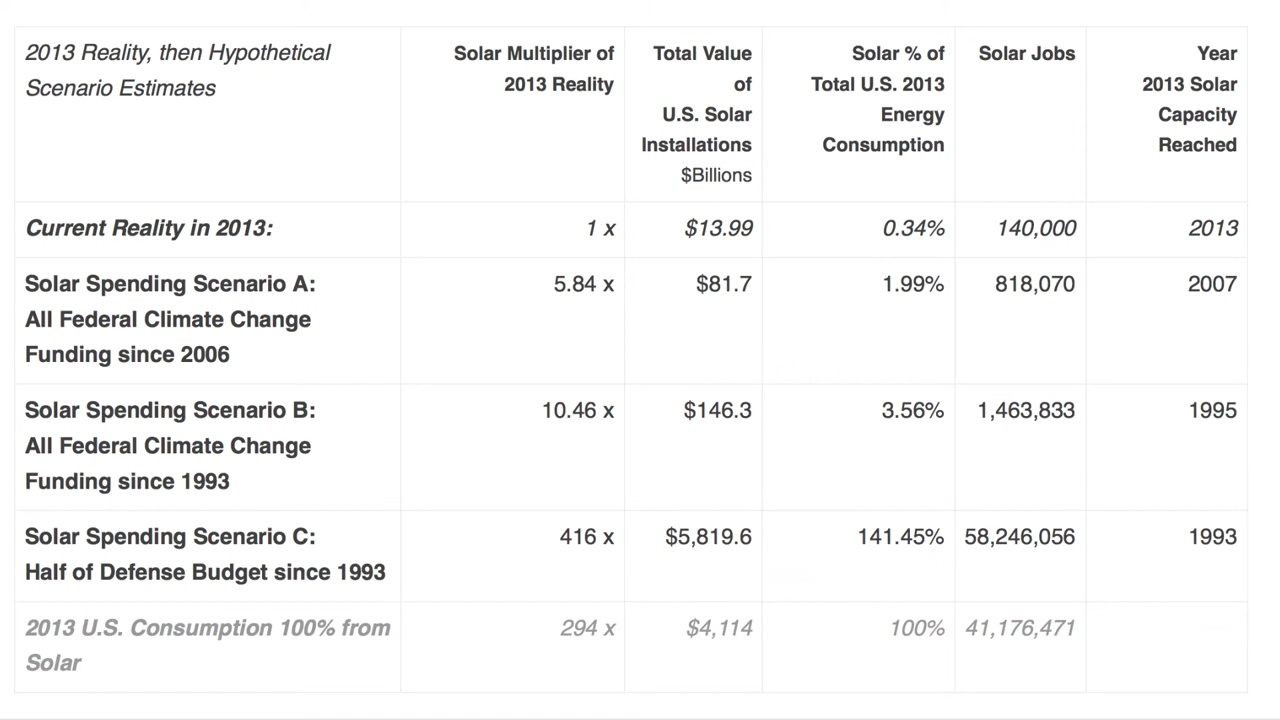 2013 Reality, then Hypothetical
Scenario Estimates
Solar Multiplier of
2013 Reality
Total Value
of
U.S. Solar
Installations
$Billions
Solar % of
Total U.S. 2013
Energy
Consumption
Solar Jobs
Year
2013 Solar
Capacity
Reached
Current Reality in 2013:
1 x
$13.99
0.34%
140,000
2013
Solar Spending Scenario A:
All Federal Climate Change
Funding since 2006
5.84 x
$81.7
1.99%
818,070
2007
Solar Spending Scenario B:
All Federal Climate Change
Funding since 1993
10.46 x
$146.3
3.56%
1,463,833
1995
Solar Spending Scenario C:
Half of Defense Budget since 1993
416 x
$5,819.6
141.45%
58,246,056
1993
2013 U.S. Consumption 100% from
Solar
294 x
$4,114
100%
41,176,471